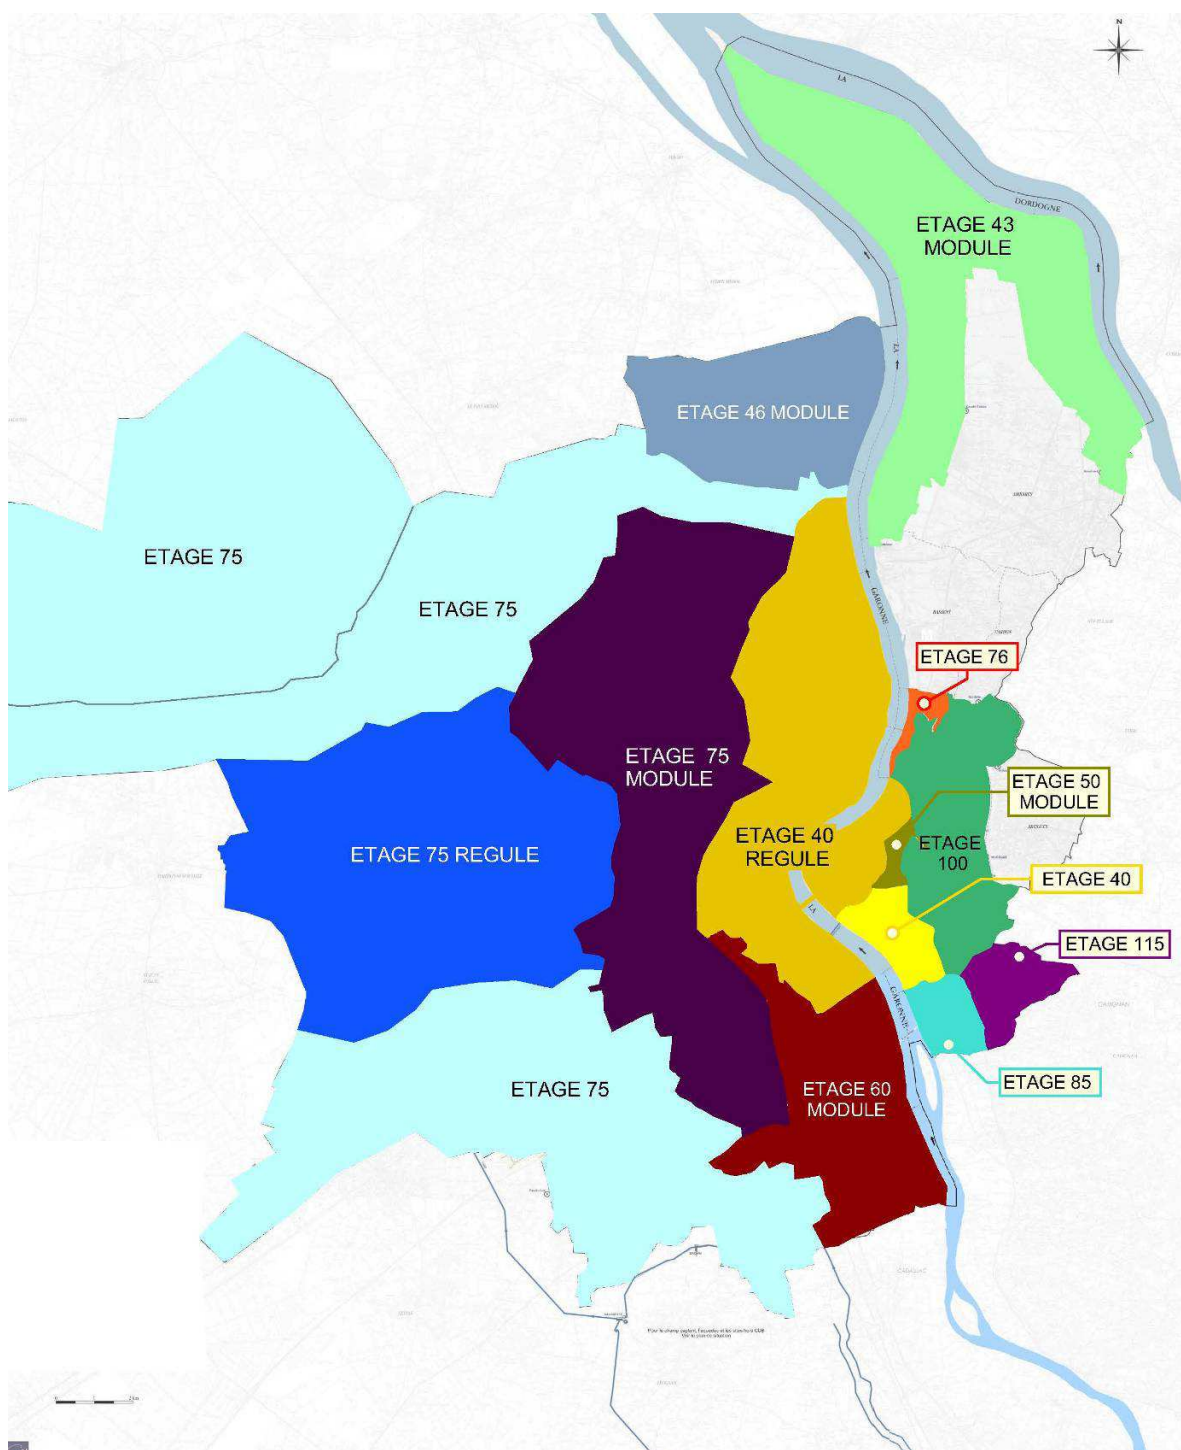 N
LA
DORDOGNE
ETAGE 43
MODULE
LA
ETAGE 46 MODULE
ETAGE 75
ETAGE 75
GARONNE
ETAGE 76
ETAGE 75
MODULE
ETAGE 50
MODULE
ETAGE 40
REGULE
ETAGE
100
ETAGE 75 REGULE
ETAGE 40
LA
ETAGE 115
GARONNE
ETAGE 85
ETAGE 75
ETAGE 60
MODULE